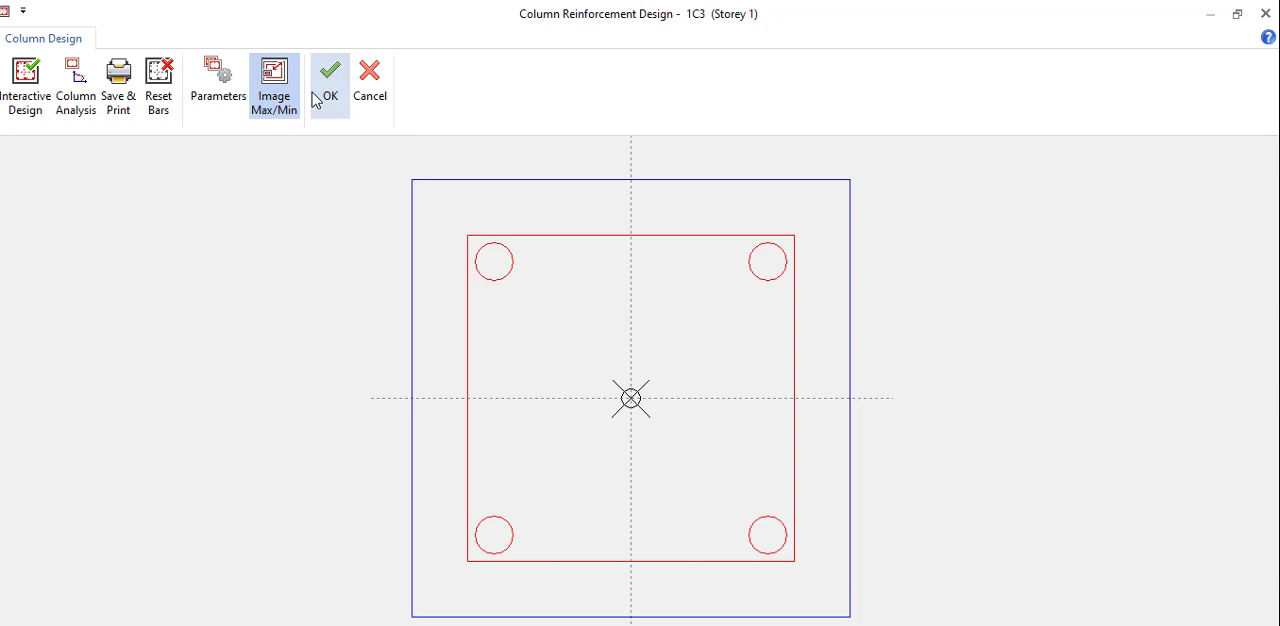 Column Reinforcement Design - 1C3 (Storey 1)
Column Design
?
Interactive Design
Column Analysis
Save & Print
Reset Bars
Parameters
Image Max/Min
OK
Cancel